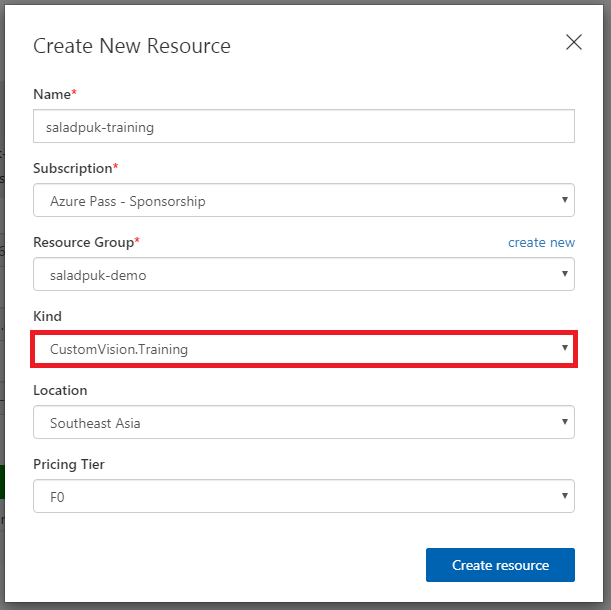 Create New Resource
Name*
saladpuk-training
Subscription*
Azure Pass - Sponsorship
Resource Group*
create new
saladpuk-demo
Kind
CustomVision.Training
Location
Southeast Asia
Pricing Tier
F0
Create resource